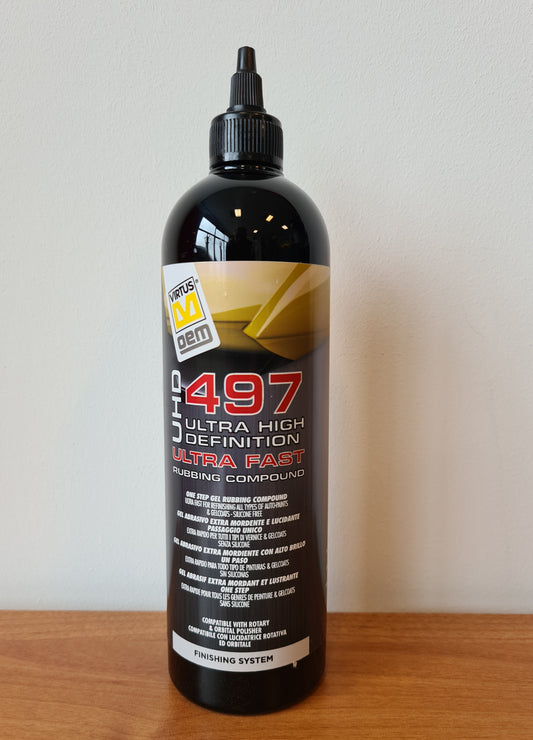 VIRTUS®
oem
UHP
497
ULTRA HIGH
DEFINITION
ULTRA FAST
RUBBING COMPOUND
ONE STEP GEL RUBBING COMPOUND
ULTRA FAST FOR REFINISHING ALL TYPES OF AUTO-PAINTS
& GELCOATS - SILICONE FREE
GEL ABRASIVO EXTRA MORDENTE E LUCIDANTE
PASSAGGIO UNICO
EXTRA RAPIDO PER TUTTI I TIPI DI VERNICE & GELCOATS
SENZA SILICONE
GEL ABRASIVO EXTRA MORDIENTE CON ALTO BRILLO
UN PASO
EXTRA RAPIDO PARA TODO TIPO DE PINTURAS & GELCOATS
SIN SILICONAS
GEL ABRASIF EXTRA MORDANT ET LUSTRANTE
ONE STEP
EXTRA RAPIDE POUR TOUS LES GENRES DE PEINTURE & GELCOATS
SANS SILICONE
COMPATIBLE WITH ROTARY
& ORBITAL POLISHER
COMPATIBILE CON LUCIDATRICE ROTATIVA
ED ORBITALE
FINISHING SYSTEM